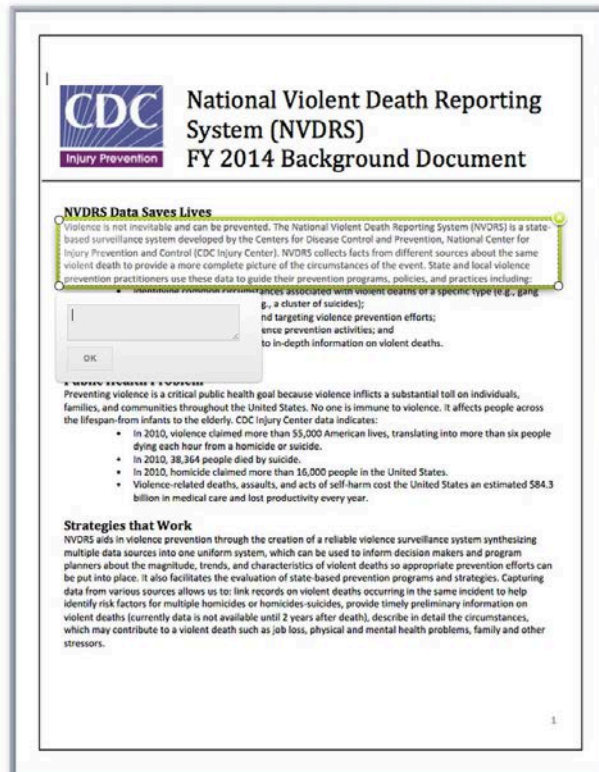 CDC
Injury Prevention
National Violent Death Reporting
System (NVDRS)
FY 2014 Background Document
NVDRS Data Saves Lives
Violence is not inevitable and can be prevented. The National Violent Death Reporting System (NVDRS) is a state-
based surveillance system developed by the Centers for Disease Control and Prevention, National Center for
Injury Prevention and Control (CDC Injury Center). NVDRS collects facts from different sources about the same
violent death to provide a more complete picture of the circumstances of the event. State and local violence
prevention practitioners use these data to guide their prevention programs, policies, and practices including:
• Identifying common circumstances associated with violent deaths of a specific type (e.g., gang
g., a cluster of suicides);
nd targeting violence prevention efforts;
ence prevention activities; and
to in-depth information on violent deaths.
OK
Public Health Problem
Preventing violence is a critical public health goal because violence inflicts a substantial toll on individuals,
families, and communities throughout the United States. No one is immune to violence. It affects people across
the lifespan-from infants to the elderly. CDC Injury Center data indicates:
• In 2010, violence claimed more than 55,000 American lives, translating into more than six people
dying each hour from a homicide or suicide.
• In 2010, 38,364 people died by suicide.
• In 2010, homicide claimed more than 16,000 people in the United States.
• Violence-related deaths, assaults, and acts of self-harm cost the United States an estimated $84.3
billion in medical care and lost productivity every year.
Strategies that Work
NVDRS aids in violence prevention through the creation of a reliable violence surveillance system synthesizing
multiple data sources into one uniform system, which can be used to inform decision makers and program
planners about the magnitude, trends, and characteristics of violent deaths so appropriate prevention efforts can
be put into place. It also facilitates the evaluation of state-based prevention programs and strategies. Capturing
data from various sources allows us to: link records on violent deaths occurring in the same incident to help
identify risk factors for multiple homicides or homicides-suicides, provide timely preliminary information on
violent deaths (currently data is not available until 2 years after death), describe in detail the circumstances,
which may contribute to a violent death such as job loss, physical and mental health problems, family and other
stressors.
1